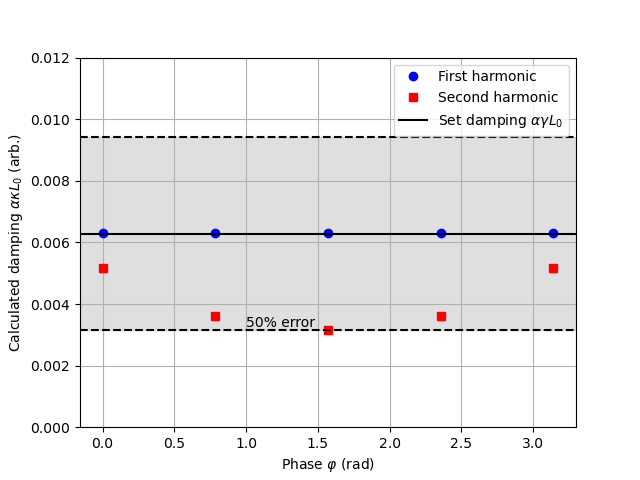 0.012
0.010
0.008
0.006
0.004
0.002
0.000
Calculated damping ακL₀ (arb.)
First harmonic
Second harmonic
Set damping αγL₀
50% error
0.0 0.5 1.0 1.5 2.0 2.5 3.0
Phase φ (rad)